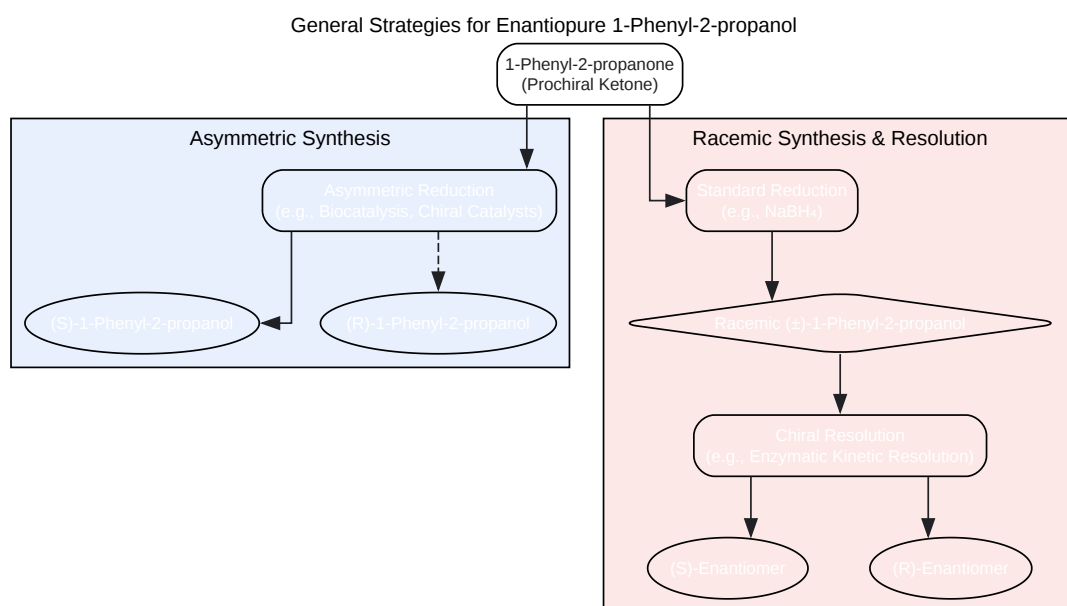 General Strategies for Enantiopure 1-Phenyl-2-propanol
1-Phenyl-2-propanone
(Prochiral Ketone)
Asymmetric Synthesis
Asymmetric Reduction
(e.g., Biocatalysis, Chiral Catalysts)
(S)-1-Phenyl-2-propanol
(R)-1-Phenyl-2-propanol
Racemic Synthesis & Resolution
Standard Reduction
(e.g., NaBH₄)
Racemic (±)-1-Phenyl-2-propanol
Chiral Resolution
(e.g., Enzymatic Kinetic Resolution)
(S)-Enantiomer
(R)-Enantiomer